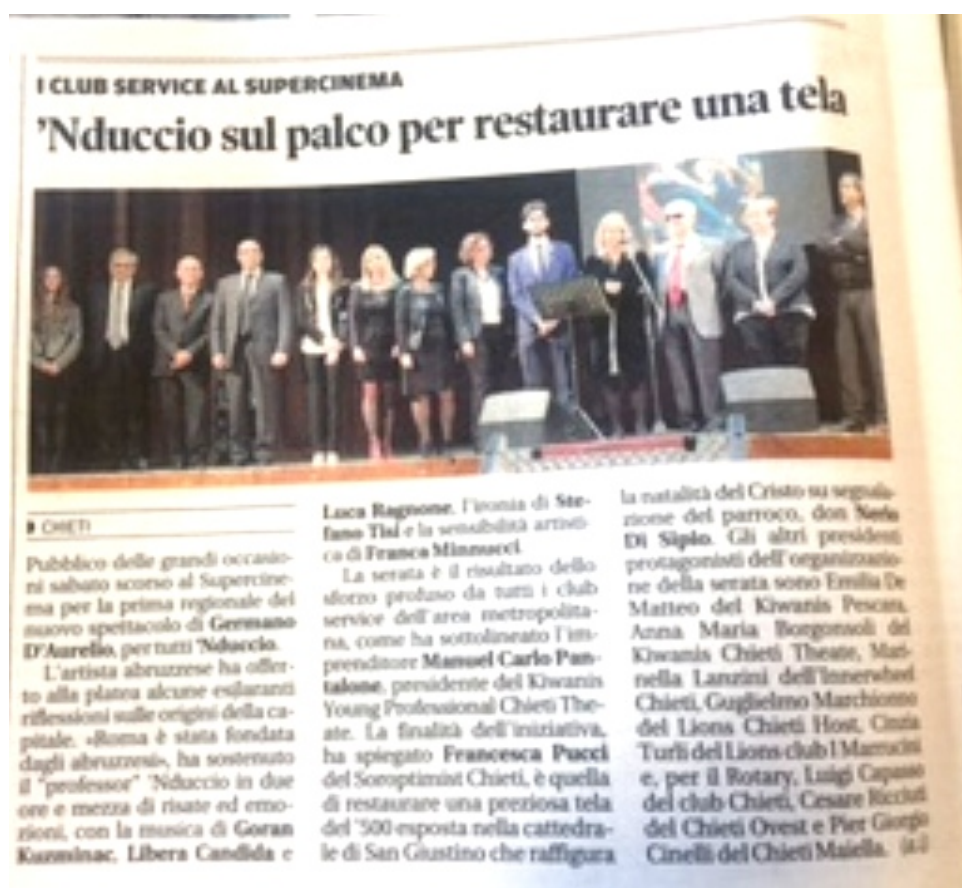 I CLUB SERVICE AL SUPERCINEMA
'Nduccio sul palco per restaurare una tela
CHIETI
Pubblico delle grandi occasio-
ni sabato scorso al Supercine-
ma per la prima regionale del
nuovo spettacolo di Germano
D'Aurelio, per tutti 'Nduccio.
L'artista abruzzese ha offer-
to alla platea alcune esilaranti
riflessioni sulle origini della ca-
pitale. «Roma è stata fondata
dagli abruzzesi», ha sostenuto
il "professor" 'Nduccio in due
ore e mezza di risate ed emo-
zioni, con la musica di Goran
Kuzminac, Libera Candida e
Luca Ragnone, l'ironia di Ste-
fano Tisi e la sensibilità artisti-
ca di Franca Minnucci.
La serata è il risultato dello
sforzo profuso da tutti i club
service dell'area metropolita-
na, come ha sottolineato l'im-
prenditore Manuel Carlo Pan-
talone, presidente del Kiwanis
Young Professional Chieti The-
ate. La finalità dell'iniziativa,
ha spiegato Francesca Pucci
del Soroptimist Chieti, è quella
di restaurare una preziosa tela
del '500 esposta nella cattedra-
le di San Giustino che raffigura
la natalità del Cristo su segnala-
zione del parroco, don Nerio
Di Sipio. Gli altri presidenti
protagonisti dell'organizzazio-
ne della serata sono Emilia De
Matteo del Kiwanis Pescara,
Anna Maria Borgonsoli del
Kiwanis Chieti Theate, Mari-
nella Lanzini dell'Innerwheel
Chieti, Guglielmo Marchionno
del Lions Chieti Host, Cinzia
Turli del Lions club I Marrucini
e, per il Rotary, Luigi Capasso
del club Chieti, Cesare Ricciuti
del Chieti Ovest e Pier Giorgio
Cinelli del Chieti Maiella.